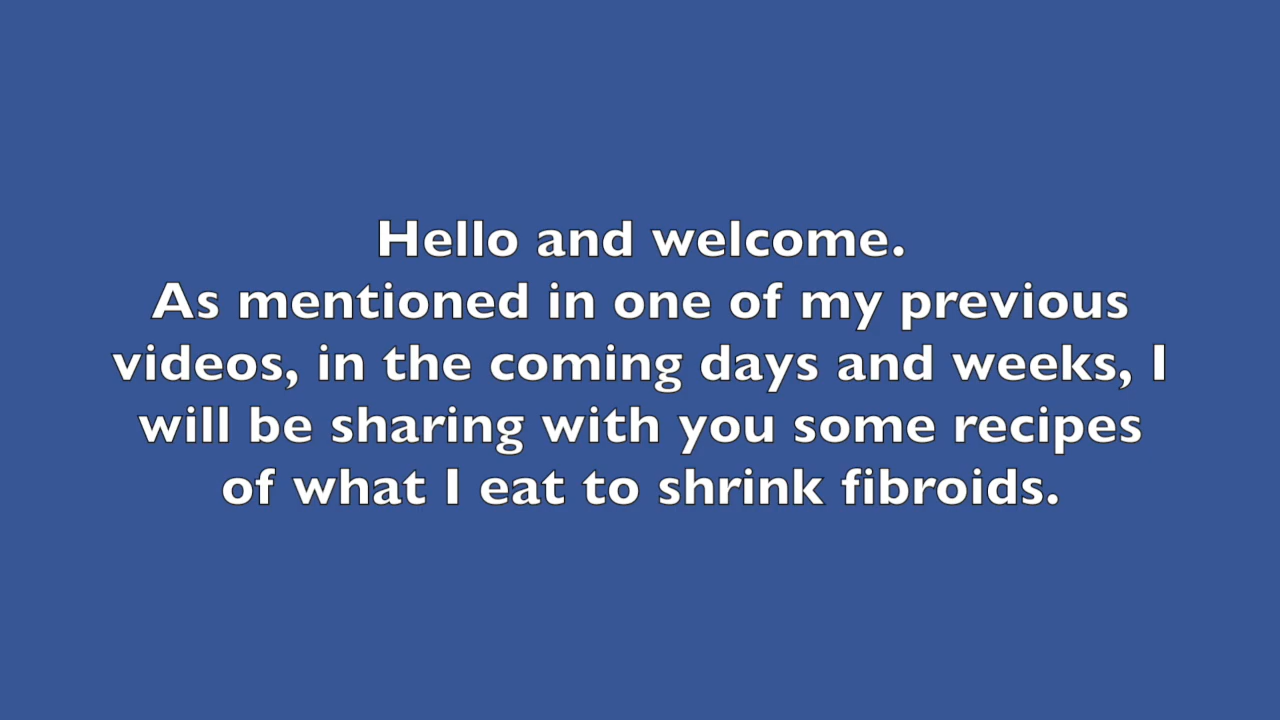 Hello and welcome.
As mentioned in one of my previous
videos, in the coming days and weeks, I
will be sharing with you some recipes
of what I eat to shrink fibroids.